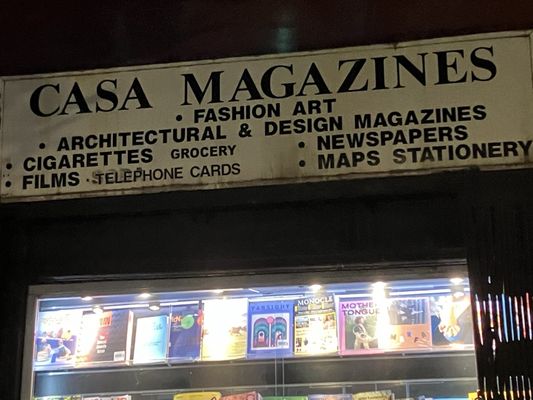 CASA MAGAZINES
• FASHION ART
• ARCHITECTURAL & DESIGN MAGAZINES
• CIGARETTES GROCERY
• NEWSPAPERS
• FILMS • TELEPHONE CARDS
• MAPS STATIONERY
MONOCLE
MOTHER
TONGUE